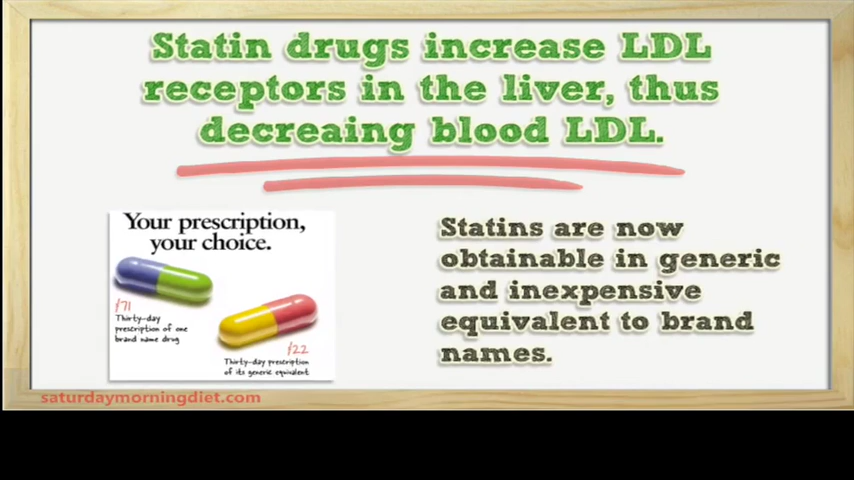 Statin drugs increase LDL
receptors in the liver, thus
decreaing blood LDL.
Your prescription,
your choice.
$71
Thirty-day
prescription of one
brand name drug
$22
Thirty-day prescription
of its generic equivalent
Statins are now
obtainable in generic
and inexpensive
equivalent to brand
names.
saturdaymorningdiet.com